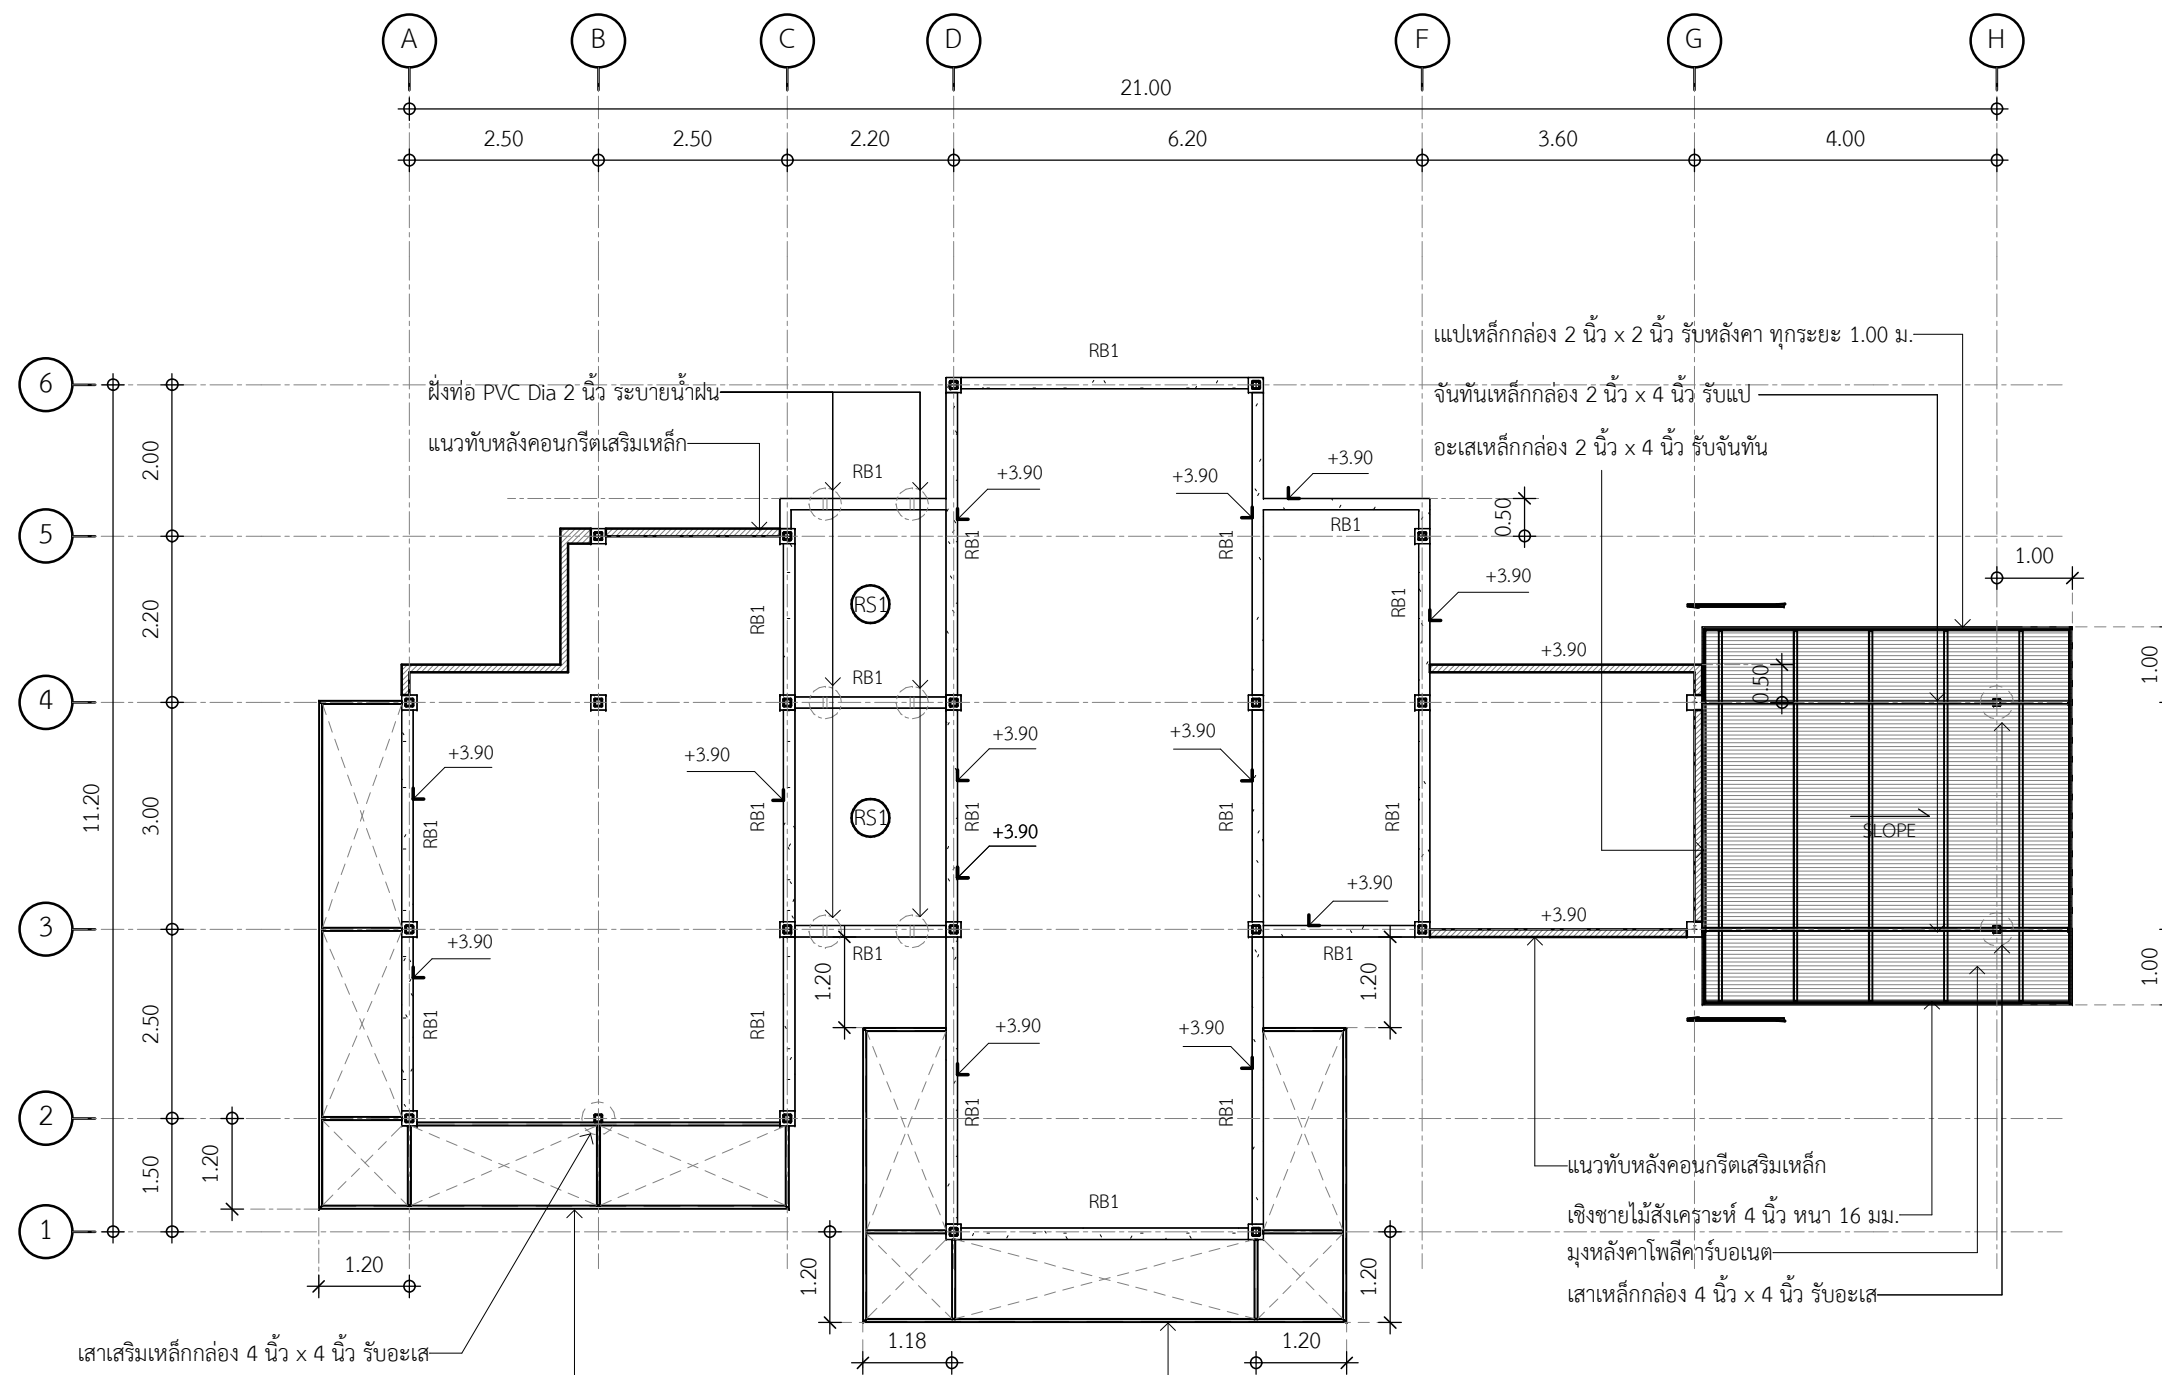 A B C D F G H
21.00
2.50 2.50 2.20 6.20 3.60 4.00
แปเหล็กกล่อง 2 นิ้ว x 2 นิ้ว รับหลังคา ทุกระยะ 1.00 ม.
RB1
6
ฝังท่อ PVC Dia 2 นิ้ว ระบายน้ำฝน
จันทันเหล็กกล่อง 2 นิ้ว x 4 นิ้ว รับแป
แนวทับหลังคอนกรีตเสริมเหล็ก
อะเสเหล็กกล่อง 2 นิ้ว x 4 นิ้ว รับจันทัน
2.00
RB1 +3.90 +3.90 +3.90
RB1 0.50
5
RB1 RB1
1.00
+3.90
RS1 RB1
2.20 RB1
+3.90
1.00
RB1 0.50
4
+3.90 +3.90 +3.90 +3.90
11.20 3.00
RB1 RB1 RS1 RB1 RB1 RB1
+3.90
SLOPE
+3.90
+3.90
3
+3.90
RB1 RB1
1.20 1.20 1.00
2.50
RB1 RB1 +3.90 +3.90
2
RB1 RB1
1.20 1.50
แนวทับหลังคอนกรีตเสริมเหล็ก
RB1
เชิงชายไม้สังเคราะห์ 4 นิ้ว หนา 16 มม.
1
มุงหลังคาโพลีคาร์บอเนต
1.20
1.20 1.20
เสาเหล็กกล่อง 4 นิ้ว x 4 นิ้ว รับอะเส
1.18 1.20
เสาเสริมเหล็กกล่อง 4 นิ้ว x 4 นิ้ว รับอะเส